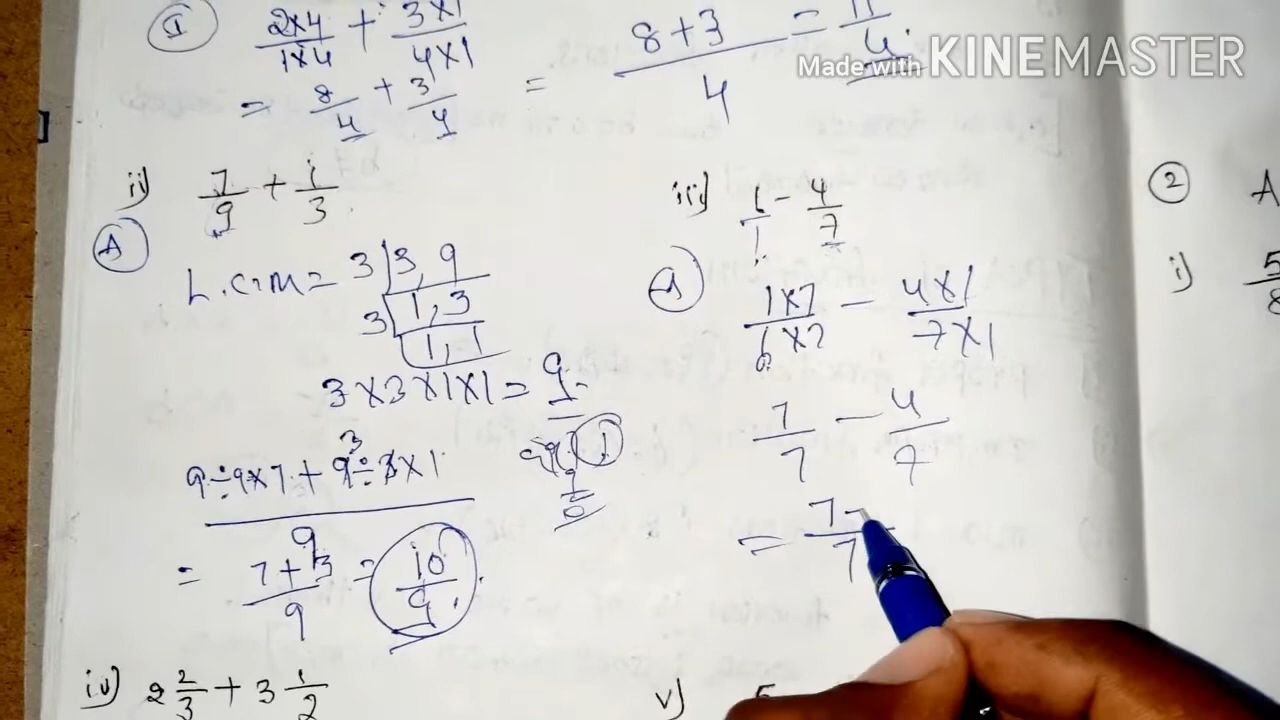 ① 2×4/1×4 + 3×1/4×1
= 8/4 + 3/4 = 8+3/4 = 11/4
Made with KINEMASTER
ii) 7/9 + 1/3
(A)
L.C.M = 3|3, 9
3|1, 3
1, 1
3×3×1×1 = 9
9÷9×7 + 9÷3×1/9
= 7+3/9 = 10/9
iii) 1/1 - 4/7
(A) 1×7/1×7 - 4×1/7×1
7/7 - 4/7
= 7-/7
iv) 2 2/3 + 3 1/2
v) 5
② A
i) 5/8